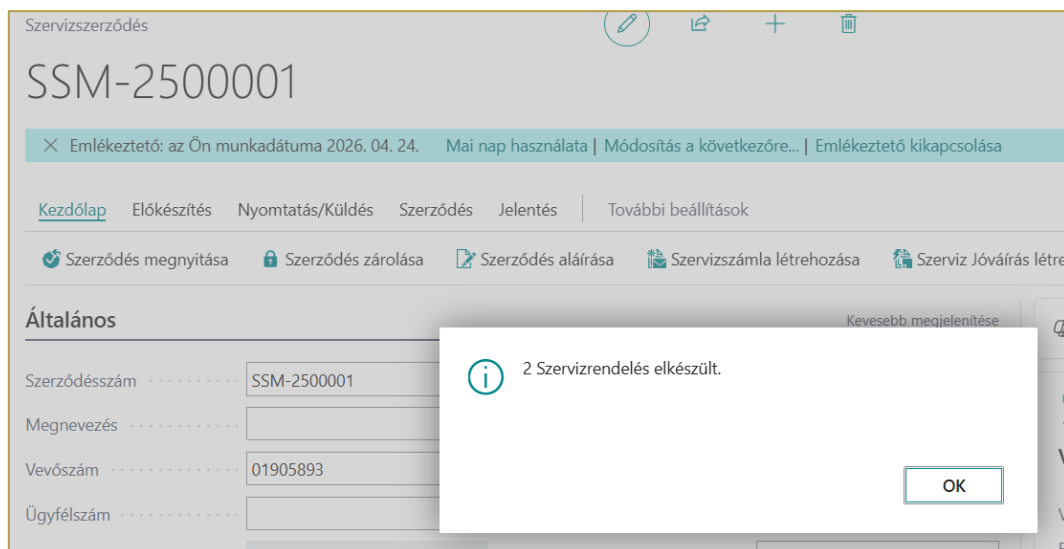 Szervizszerződés
SSM-2500001
Emlékeztető: az Ön munkadátuma 2026. 04. 24. Mai nap használata | Módosítás a következőre... | Emlékeztető kikapcsolása
Kezdőlap Előkészítés Nyomtatás/Küldés Szerződés Jelentés További beállítások
Szerződés megnyitása Szerződés zárolása Szerződés aláírása Szervizszámla létrehozása Szerviz Jóváírás létre
Általános Kevesebb megjelenítése
2 Szervizrendelés elkészült.
Szerződésszám SSM-2500001
Megnevezés
Vevőszám 01905893
OK
Ügyfélszám